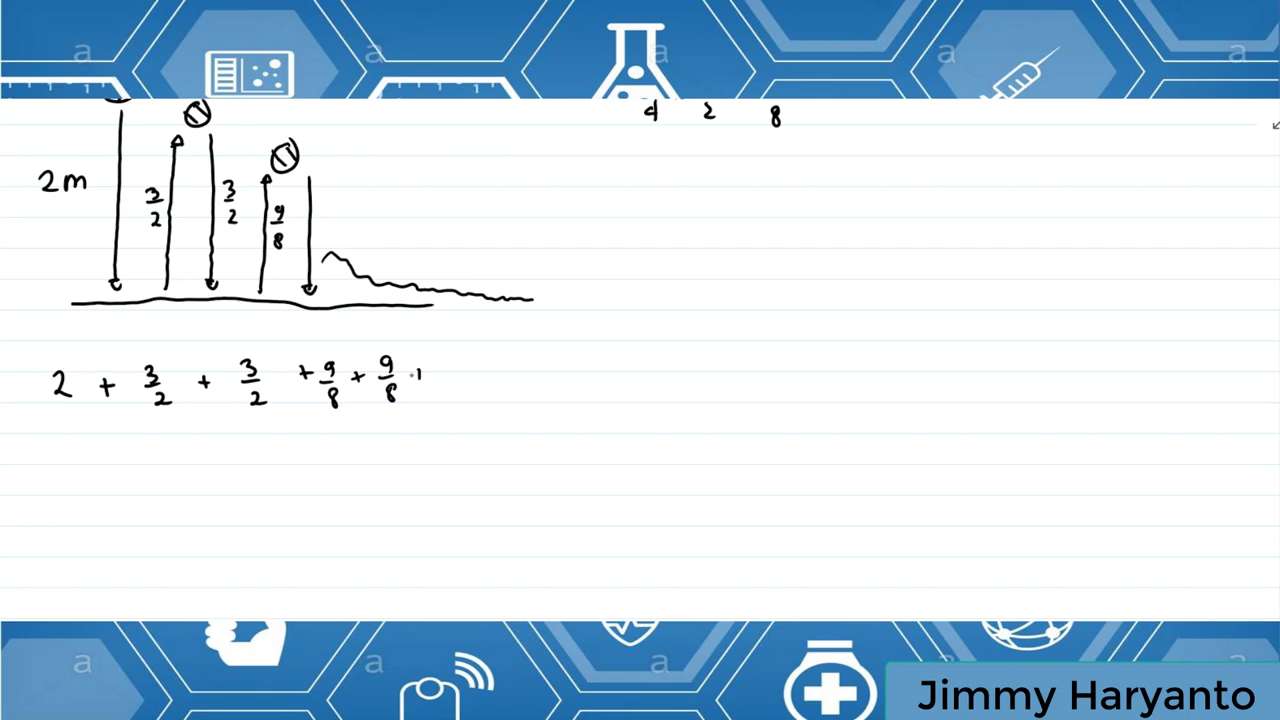 4 2 8
2m
3/2 3/2 9/8
2 + 3/2 + 3/2 + 9/8 + 9/8
Jimmy Haryanto